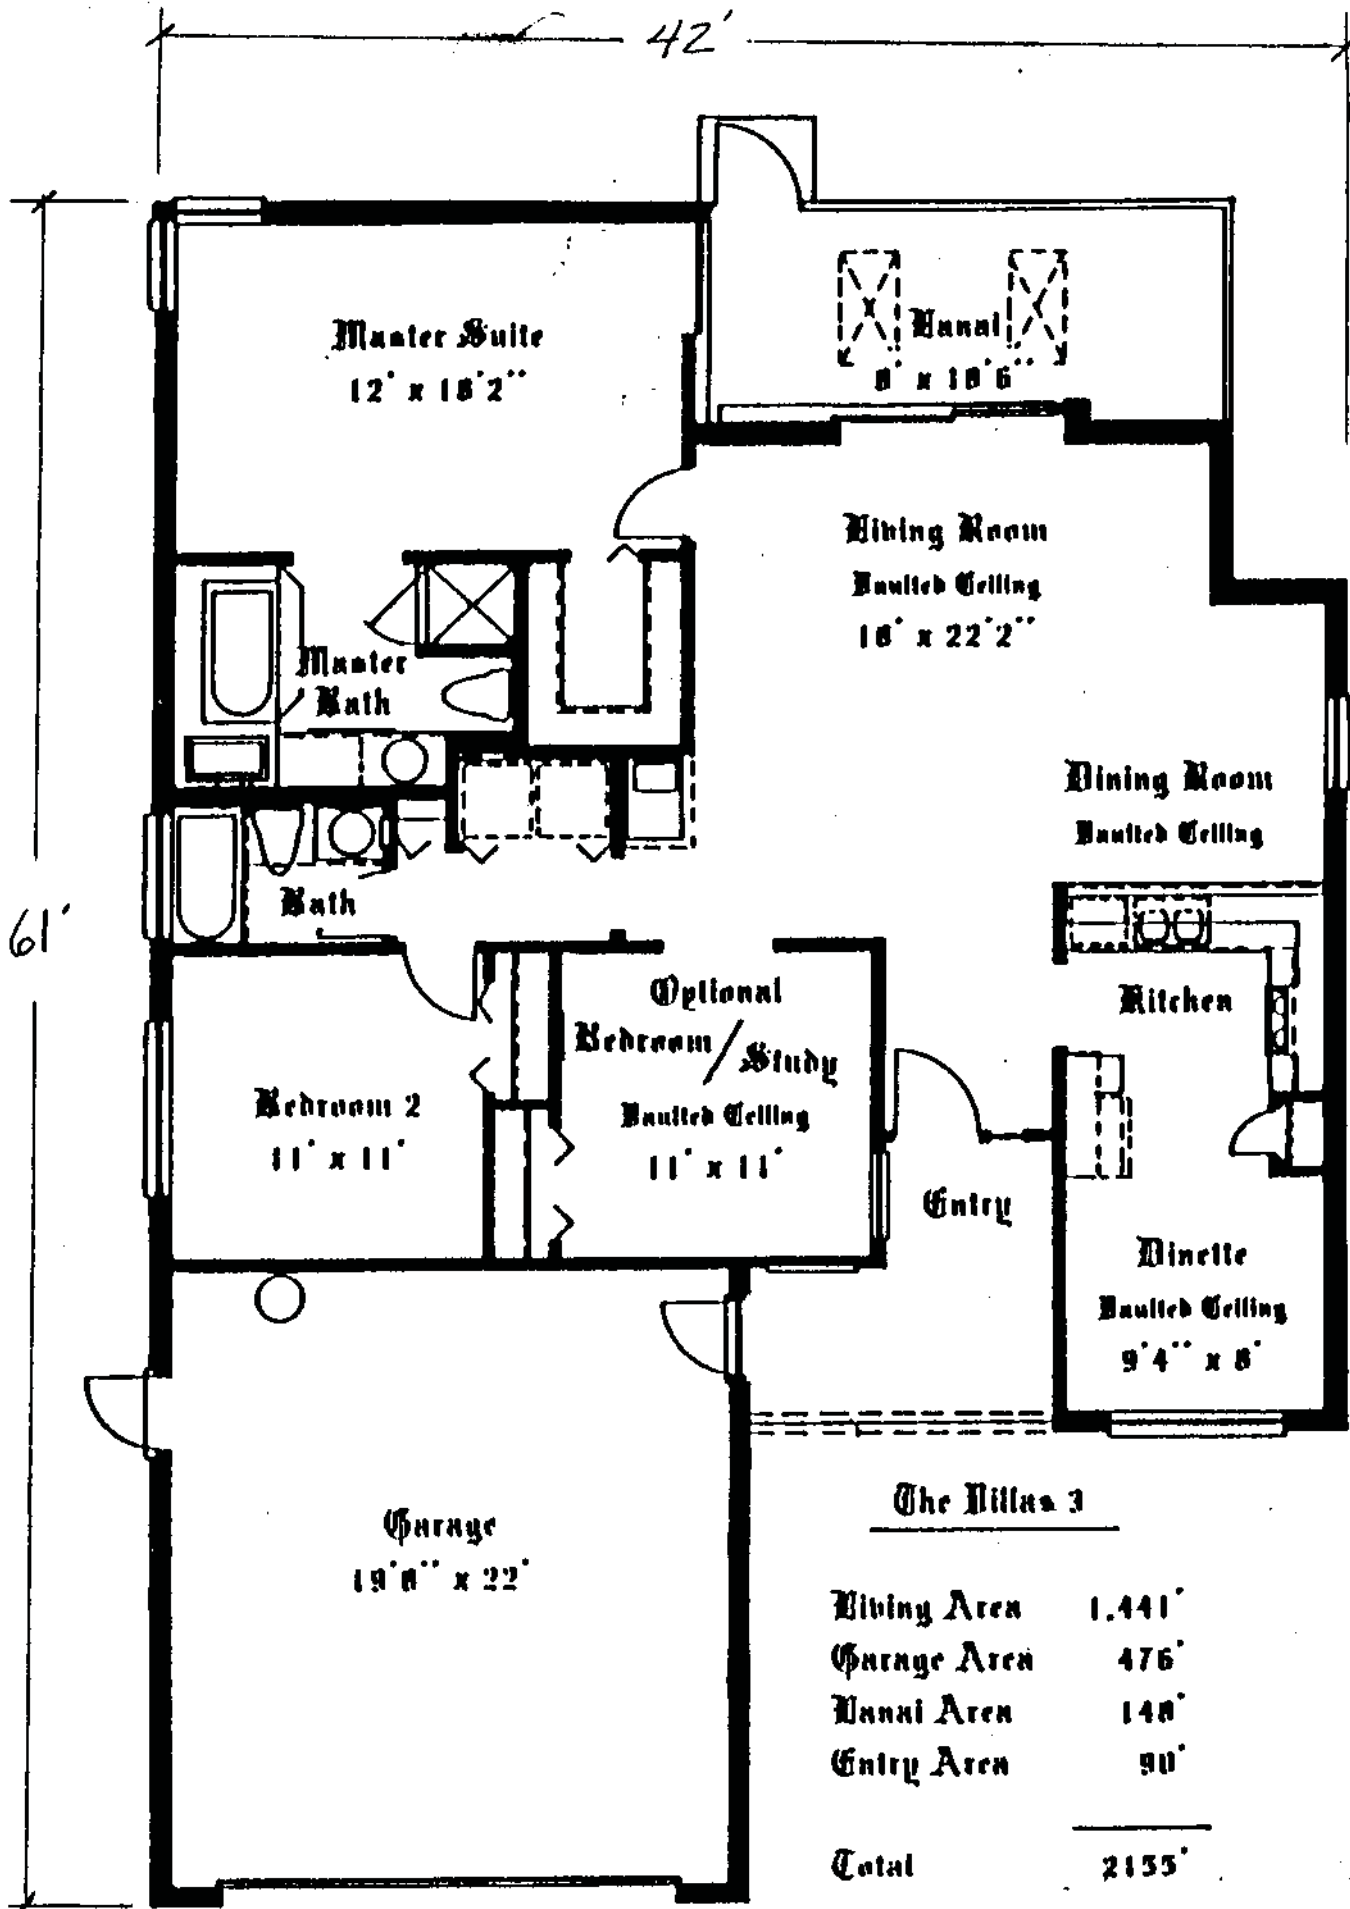 42'
Master Suite
12' x 18'2"
Lanai
8' x 18'6"
Living Room
Vaulted Ceiling
18' x 22'2"
Master
Bath
Dining Room
Vaulted Ceiling
61'
Bath
Optional
Bedroom / Study
Vaulted Ceiling
11' x 11'
Kitchen
Bedroom 2
11' x 11'
Entry
Dinette
Vaulted Ceiling
9'4" x 8'
The Villas 3
Garage
19'8" x 22'
Living Area 1,441'
Garage Area 476'
Lanai Area 148'
Entry Area 90'
Total 2155'